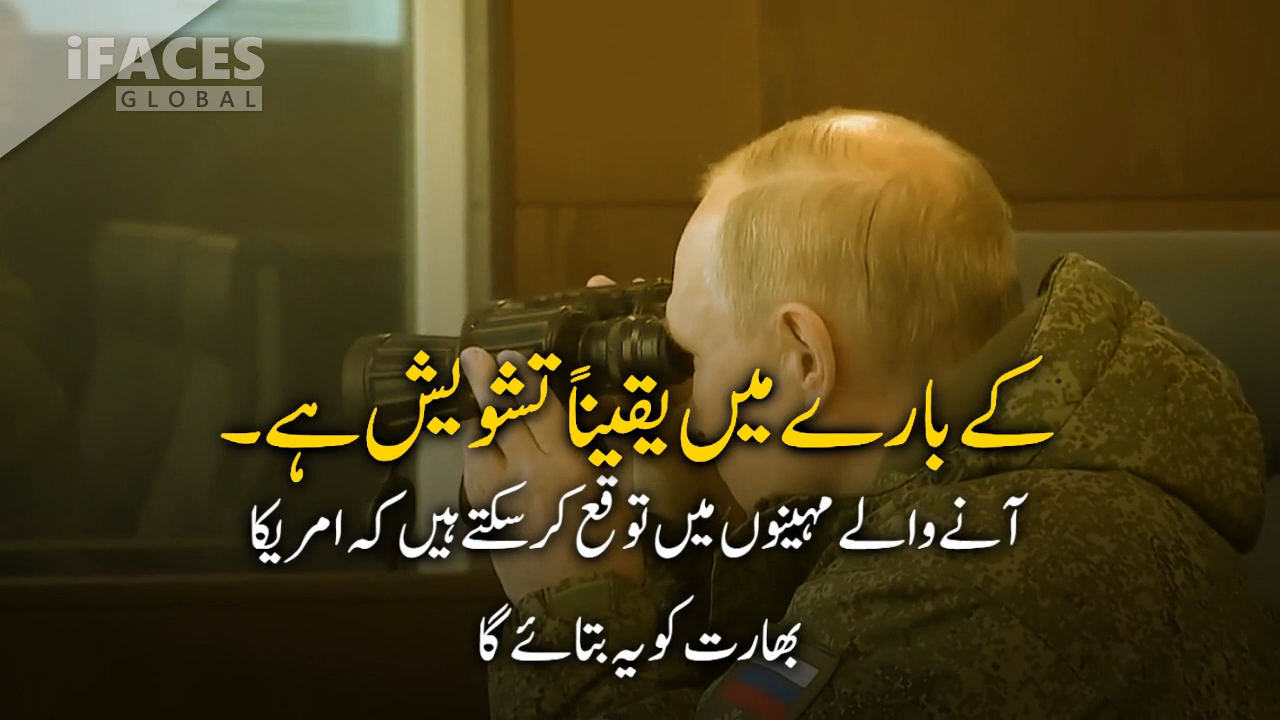 iFACES
GLOBAL
کے بارے میں یقیناً تشویش ہے۔
آنے والے مہینوں میں توقع کر سکتے ہیں کہ امریکا
بھارت کو یہ بتائے گا